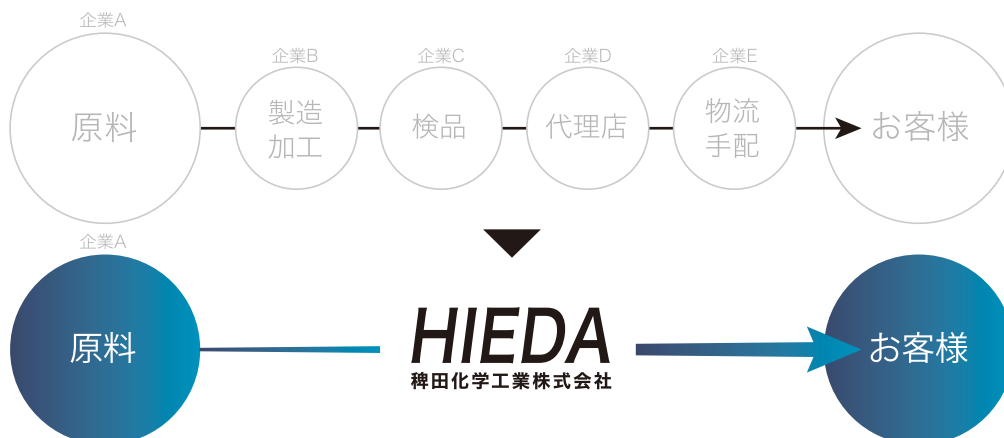 企業A
企業B
企業C
企業D
企業E
原料
製造
加工
検品
代理店
物流
手配
お客様
企業A
原料
HIEDA
稗田化学工業株式会社
お客様